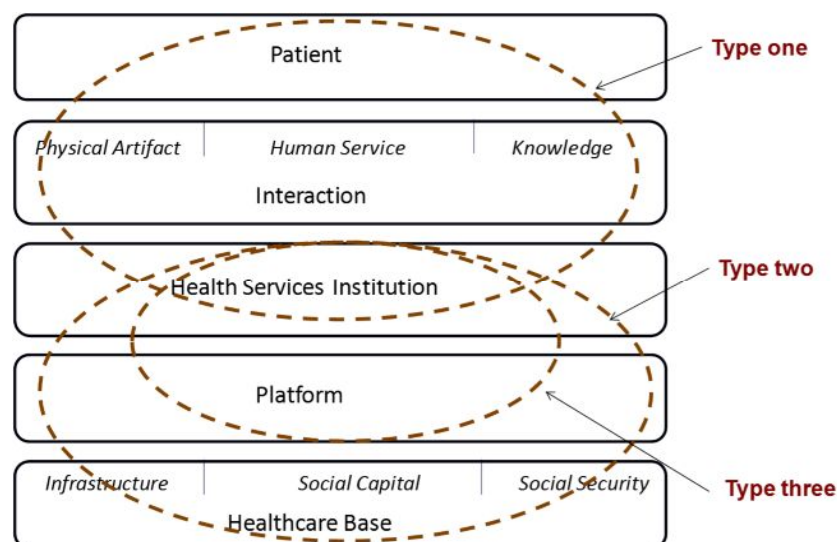 Patient
Type one
Physical Artifact Human Service Knowledge
Interaction
Health Services Institution
Type two
Platform
Infrastructure Social Capital Social Security
Type three
Healthcare Base